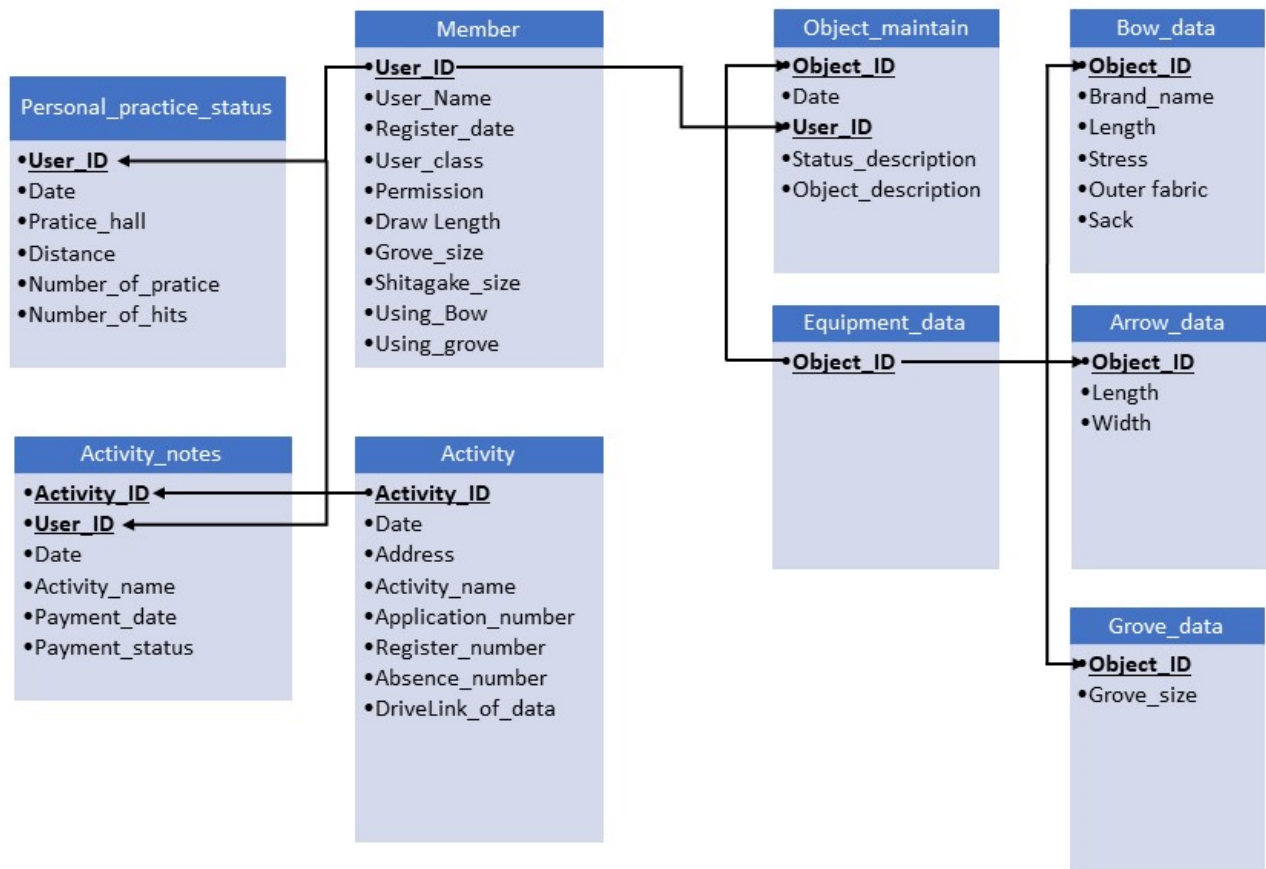 Personal_practice_status
•User_ID
•Date
•Pratice_hall
•Distance
•Number_of_pratice
•Number_of_hits
Member
•User_ID
•User_Name
•Register_date
•User_class
•Permission
•Draw Length
•Grove_size
•Shitagake_size
•Using_Bow
•Using_grove
Object_maintain
•Object_ID
•Date
•User_ID
•Status_description
•Object_description
Bow_data
•Object_ID
•Brand_name
•Length
•Stress
•Outer fabric
•Sack
Equipment_data
•Object_ID
Arrow_data
•Object_ID
•Length
•Width
Activity_notes
•Activity_ID
•User_ID
•Date
•Activity_name
•Payment_date
•Payment_status
Activity
•Activity_ID
•Date
•Address
•Activity_name
•Application_number
•Register_number
•Absence_number
•DriveLink_of_data
Grove_data
•Object_ID
•Grove_size